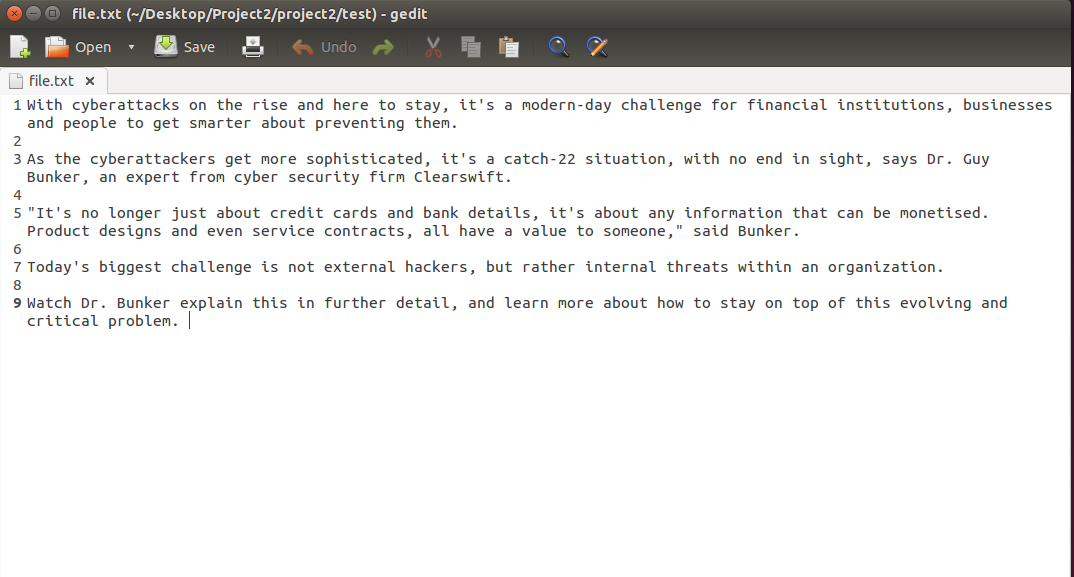 file.txt (~/Desktop/Project2/project2/test) - gedit
Open Save Undo
file.txt
1 With cyberattacks on the rise and here to stay, it's a modern-day challenge for financial institutions, businesses
and people to get smarter about preventing them.
2
3 As the cyberattackers get more sophisticated, it's a catch-22 situation, with no end in sight, says Dr. Guy
Bunker, an expert from cyber security firm Clearswift.
4
5 "It's no longer just about credit cards and bank details, it's about any information that can be monetised.
Product designs and even service contracts, all have a value to someone," said Bunker.
6
7 Today's biggest challenge is not external hackers, but rather internal threats within an organization.
8
9 Watch Dr. Bunker explain this in further detail, and learn more about how to stay on top of this evolving and
critical problem.